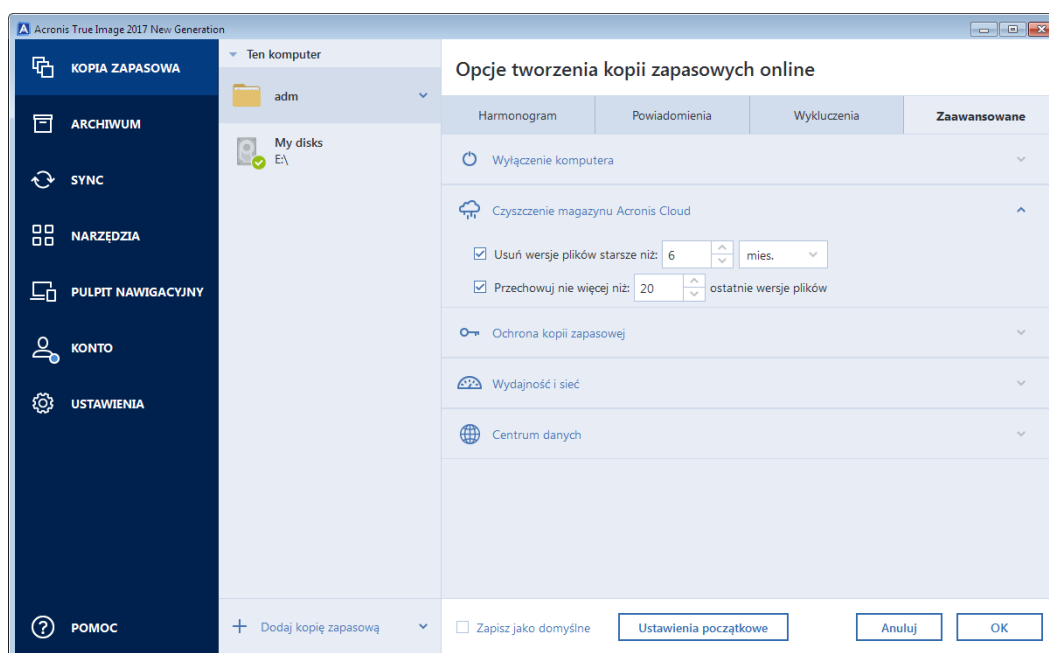 Acronis True Image 2017 New Generation
KOPIA ZAPASOWA
ARCHIWUM
SYNC
NARZĘDZIA
PULPIT NAWIGACYJNY
KONTO
USTAWIENIA
POMOC
Ten komputer
adm
My disks
E:\
Dodaj kopię zapasową
Opcje tworzenia kopii zapasowych online
Harmonogram Powiadomienia Wykluczenia Zaawansowane
Wyłączenie komputera
Czyszczenie magazynu Acronis Cloud
Usuń wersje plików starsze niż: 6 mies.
Przechowuj nie więcej niż: 20 ostatnie wersje plików
Ochrona kopii zapasowej
Wydajność i sieć
Centrum danych
Zapisz jako domyślne Ustawienia początkowe Anuluj OK